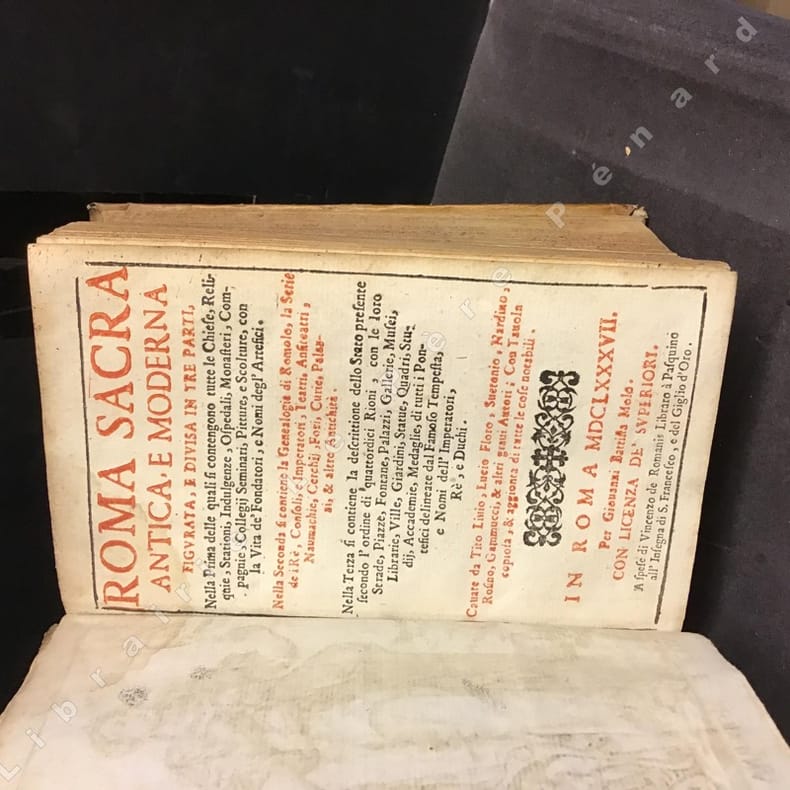 ROMA SACRA
ANTICA, E MODERNA
FIGVRATA, E DIVISA IN TRE PARTI,
Nella Prima delle quali si contengono tutte le Chiese, Reli-
quie, Stationi, Indulgenze, Ospedali, Monasteri, Com-
pagnie, Collegij Seminari, Pitture, e Scolture, con
la Vita de' Fondatori, e Nomi degl' Artefici.
Nella Seconda si contiene la Genealogia di Romolo, la Serie
de i Rè, Consoli, e Imperatori, Teatri, Anfiteatri,
Naumachie, Cerchij, Fori, Curie, Palaz-
zi, & altre Antichità.
Nella Terza si contiene la descrittione dello Stato presente
secondo l'ordine di quattordici Rioni, con le loro
Strade, Piazze, Fontane, Palazzi, Gallerie, Musei,
Librarie, Ville, Giardini, Statue, Quadri, Stu-
dij, Accademie, Medaglie, di tutti i Pon-
tefici delineate dal Famoso Tempesta,
e Nomi dell' Imperatori,
Rè, e Duchi.
Cauate da Tito Liuio, Lucio Floro, Suetonio, Nardino,
Rosino, Gammucci, & altri graui Autori; Con Tauola
copiosa, & aggionta di tutte le cose notabili.
IN ROMA MDCLXXXVII.
Per Giouanni Battista Molo.
CON LICENZA DE' SVPERIORI.
A spese di Vincenzo de Romanis Libraro à Pasquino
all' Insegna di S. Francesco, e del Giglio d'Oro.
Librairie Pénard